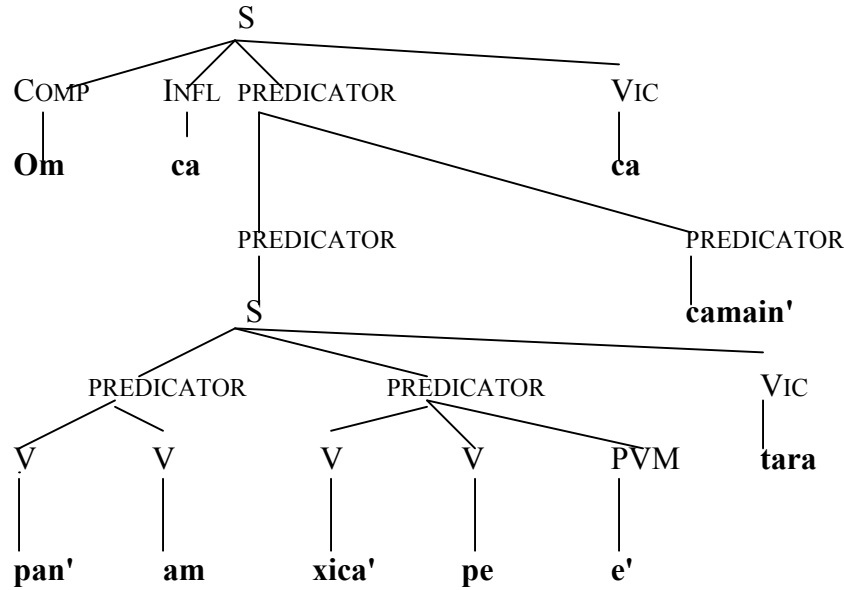 S
COMP INFL PREDICATOR VIC
Om ca ca
PREDICATOR PREDICATOR
S camain'
PREDICATOR PREDICATOR VIC
V V V V PVM tara
pan' am xica' pe e'